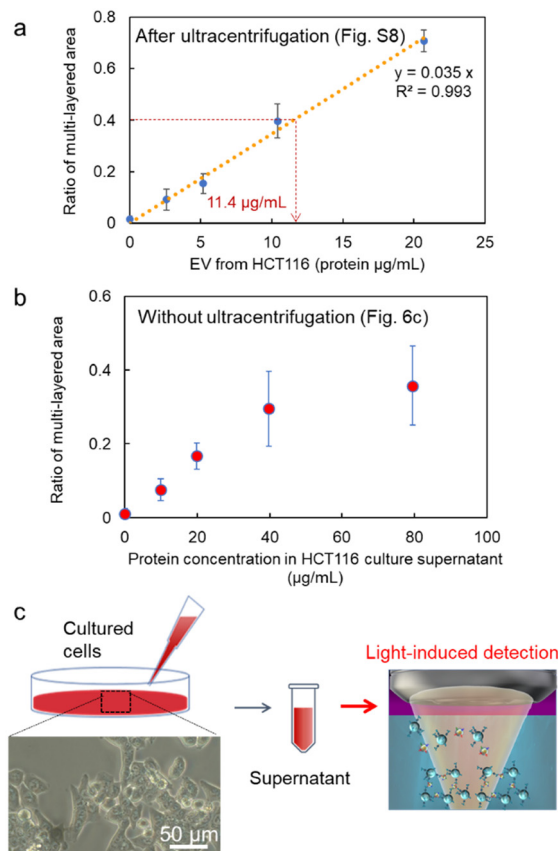 a
After ultracentrifugation (Fig. S8)
y = 0.035 x
R² = 0.993
Ratio of multi-layered area
0.8
0.6
0.4
0.2
0
11.4 µg/mL
0 5 10 15 20 25
EV from HCT116 (protein µg/mL)
b
Without ultracentrifugation (Fig. 6c)
Ratio of multi-layered area
0.6
0.4
0.2
0
0 20 40 60 80 100
Protein concentration in HCT116 culture supernatant
(µg/mL)
c
Cultured
cells
Light-induced detection
Supernatant
50 µm